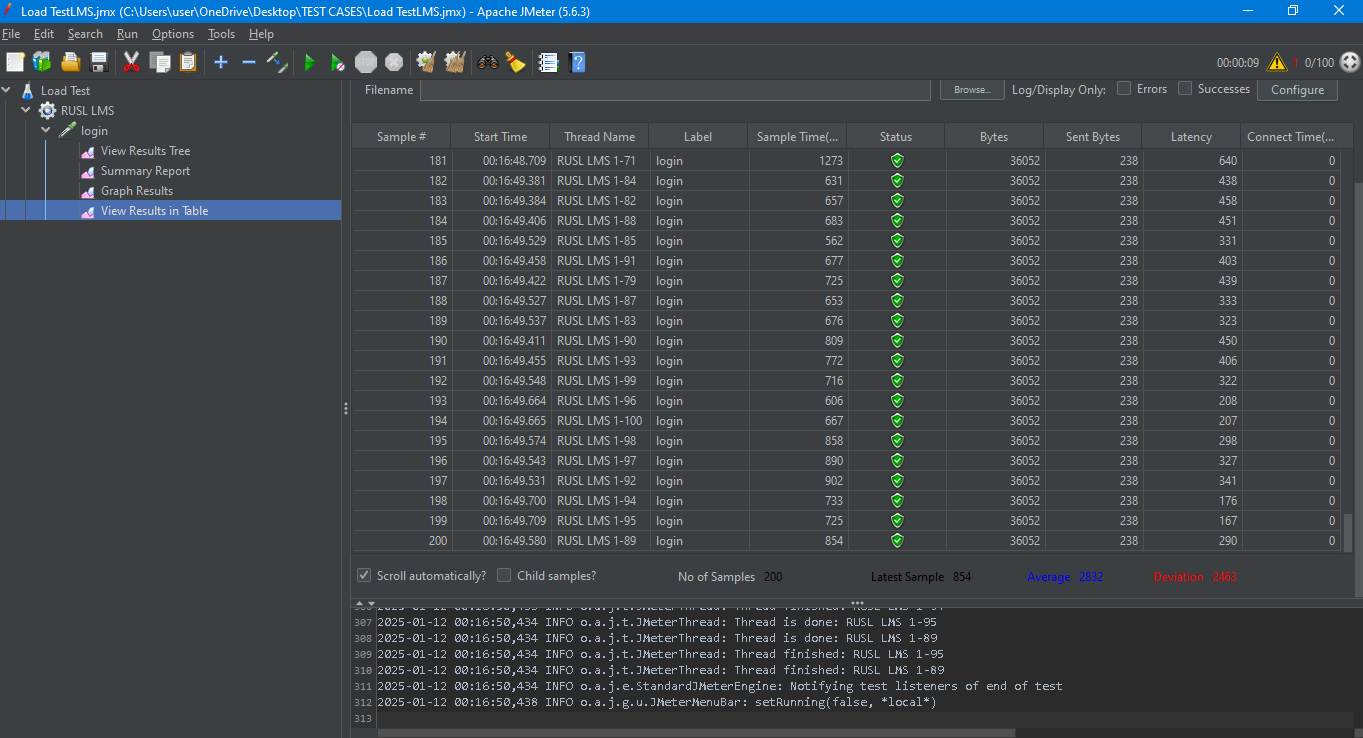 Load TestLMS.jmx (C:\Users\user\OneDrive\Desktop\TEST CASES\Load TestLMS.jmx) - Apache JMeter (5.6.3)
File Edit Search Run Options Tools Help
00:00:09 1 0/100
Load Test
RUSL LMS
login
View Results Tree
Summary Report
Graph Results
View Results in Table
Filename Browse... Log/Display Only: Errors Successes Configure
Sample # Start Time Thread Name Label Sample Time(... Status Bytes Sent Bytes Latency Connect Time(...
181 00:16:48.709 RUSL LMS 1-71 login 1273 36052 238 640 0
182 00:16:49.381 RUSL LMS 1-84 login 631 36052 238 438 0
183 00:16:49.384 RUSL LMS 1-82 login 657 36052 238 458 0
184 00:16:49.406 RUSL LMS 1-88 login 683 36052 238 451 0
185 00:16:49.529 RUSL LMS 1-85 login 562 36052 238 331 0
186 00:16:49.458 RUSL LMS 1-91 login 677 36052 238 403 0
187 00:16:49.422 RUSL LMS 1-79 login 725 36052 238 439 0
188 00:16:49.527 RUSL LMS 1-87 login 653 36052 238 333 0
189 00:16:49.537 RUSL LMS 1-83 login 676 36052 238 323 0
190 00:16:49.411 RUSL LMS 1-90 login 809 36052 238 450 0
191 00:16:49.455 RUSL LMS 1-93 login 772 36052 238 406 0
192 00:16:49.548 RUSL LMS 1-99 login 716 36052 238 322 0
193 00:16:49.664 RUSL LMS 1-96 login 606 36052 238 208 0
194 00:16:49.665 RUSL LMS 1-100 login 667 36052 238 207 0
195 00:16:49.574 RUSL LMS 1-98 login 858 36052 238 298 0
196 00:16:49.543 RUSL LMS 1-97 login 890 36052 238 327 0
197 00:16:49.531 RUSL LMS 1-92 login 902 36052 238 341 0
198 00:16:49.700 RUSL LMS 1-94 login 733 36052 238 176 0
199 00:16:49.709 RUSL LMS 1-95 login 725 36052 238 167 0
200 00:16:49.580 RUSL LMS 1-89 login 854 36052 238 290 0
Scroll automatically? Child samples? No of Samples 200 Latest Sample 854 Average 2832 Deviation 2463
307 2025-01-12 00:16:50,434 INFO o.a.j.t.JMeterThread: Thread is done: RUSL LMS 1-95
308 2025-01-12 00:16:50,434 INFO o.a.j.t.JMeterThread: Thread is done: RUSL LMS 1-89
309 2025-01-12 00:16:50,434 INFO o.a.j.t.JMeterThread: Thread finished: RUSL LMS 1-95
310 2025-01-12 00:16:50,434 INFO o.a.j.t.JMeterThread: Thread finished: RUSL LMS 1-89
311 2025-01-12 00:16:50,434 INFO o.a.j.e.StandardJMeterEngine: Notifying test listeners of end of test
312 2025-01-12 00:16:50,438 INFO o.a.j.g.u.JMeterMenuBar: setRunning(false, *local*)
313